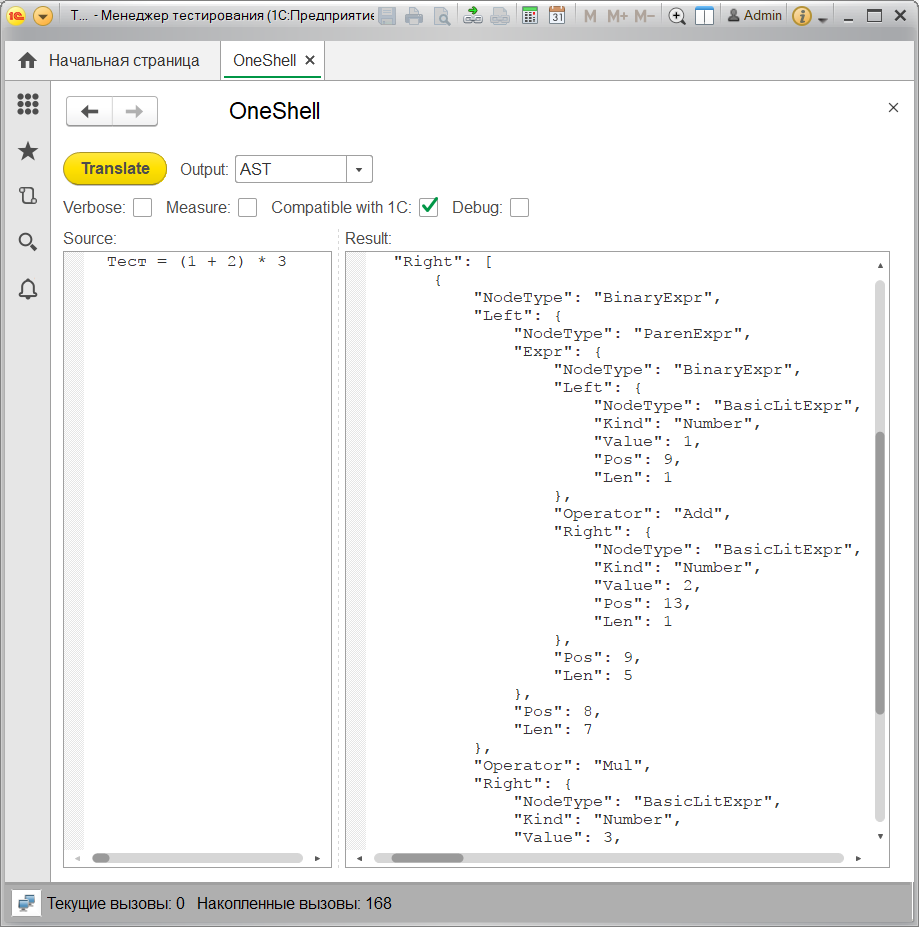 1С Т... - Менеджер тестирования (1С:Предприятие M M+ M- Admin
Начальная страница OneShell
OneShell
Translate Output: AST
Verbose: Measure: Compatible with 1C: Debug:
Source: Result:
Тест = (1 + 2) * 3
"Right": [
{
"NodeType": "BinaryExpr",
"Left": {
"NodeType": "ParenExpr",
"Expr": {
"NodeType": "BinaryExpr",
"Left": {
"NodeType": "BasicLitExpr",
"Kind": "Number",
"Value": 1,
"Pos": 9,
"Len": 1
},
"Operator": "Add",
"Right": {
"NodeType": "BasicLitExpr",
"Kind": "Number",
"Value": 2,
"Pos": 13,
"Len": 1
},
"Pos": 9,
"Len": 5
},
"Pos": 8,
"Len": 7
},
"Operator": "Mul",
"Right": {
"NodeType": "BasicLitExpr",
"Kind": "Number",
"Value": 3,
Текущие вызовы: 0 Накопленные вызовы: 168